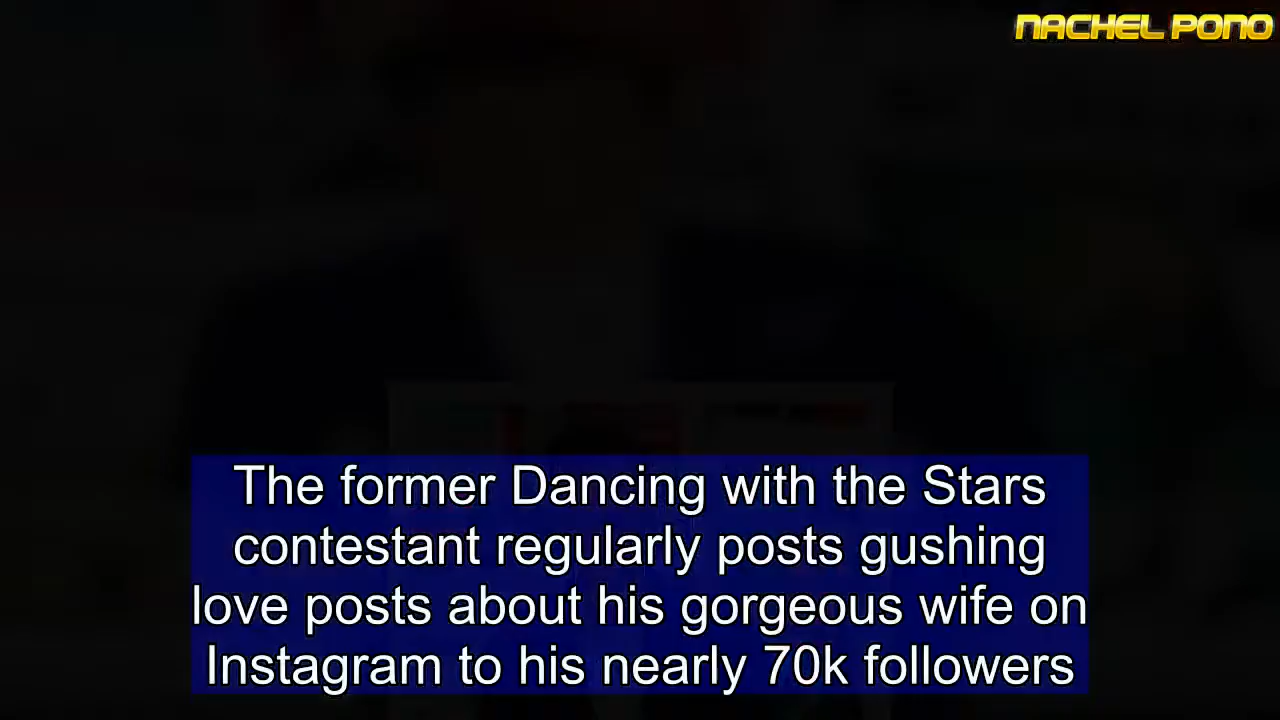 NACHEL PONO
The former Dancing with the Stars
contestant regularly posts gushing
love posts about his gorgeous wife on
Instagram to his nearly 70k followers